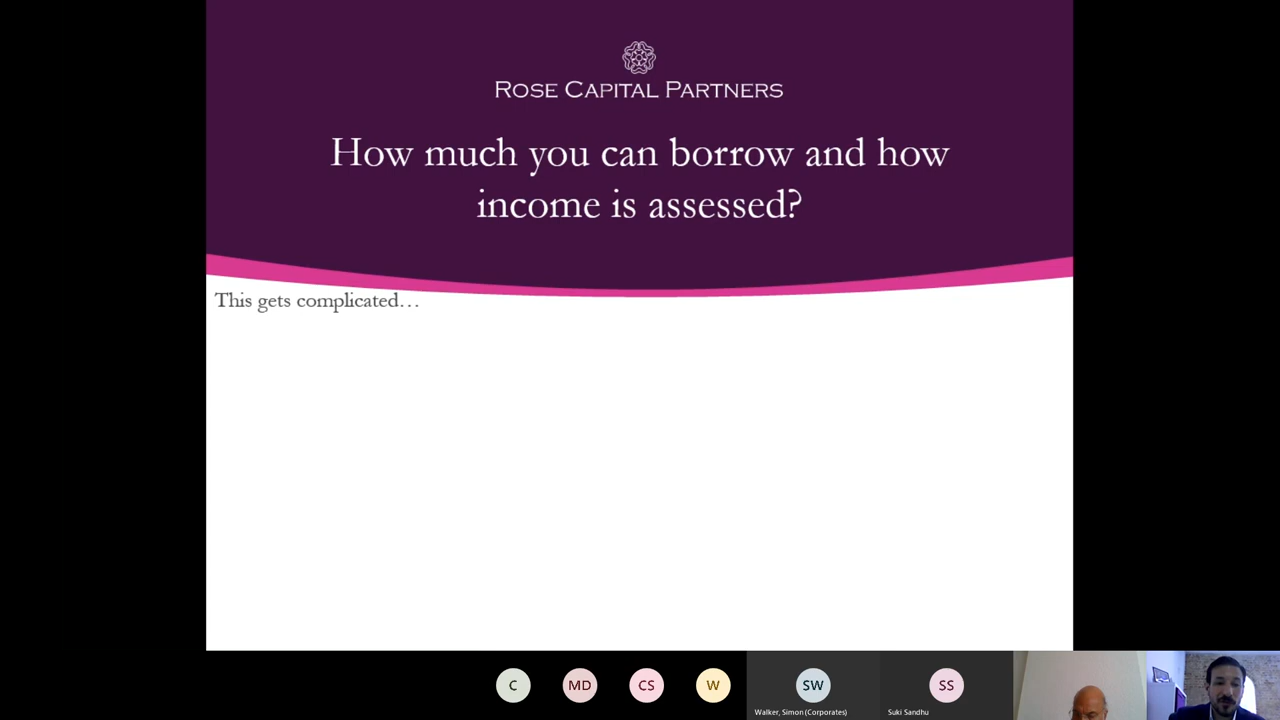 ROSE CAPITAL PARTNERS
How much you can borrow and how
income is assessed?
This gets complicated...
C
MD
CS
W
SW
SS
Walker, Simon (Corporates)
Suki Sandhu